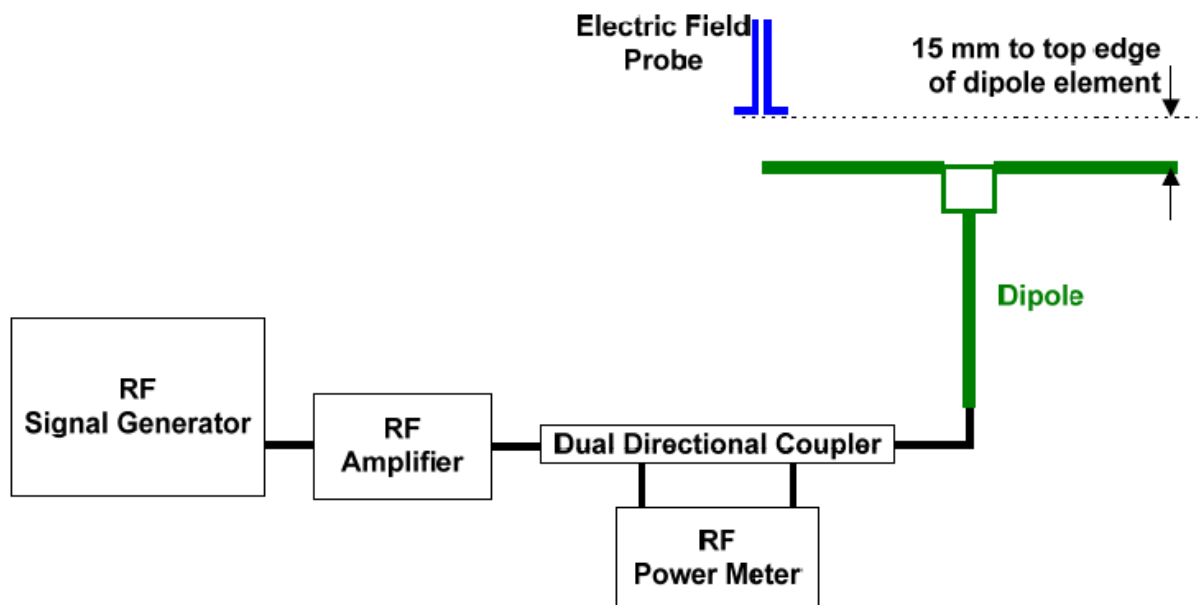 Electric Field
Probe
15 mm to top edge
of dipole element
Dipole
RF
Signal Generator
RF
Amplifier
Dual Directional Coupler
RF
Power Meter